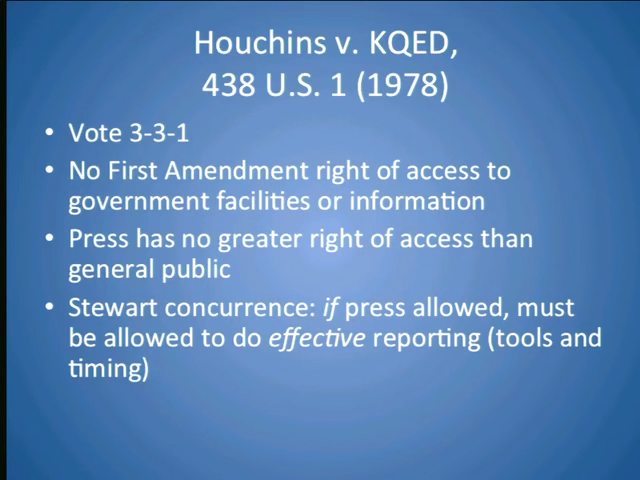 Houchins v. KQED,
438 U.S. 1 (1978)
• Vote 3-3-1
• No First Amendment right of access to
government facilities or information
• Press has no greater right of access than
general public
• Stewart concurrence: if press allowed, must
be allowed to do effective reporting (tools and
timing)